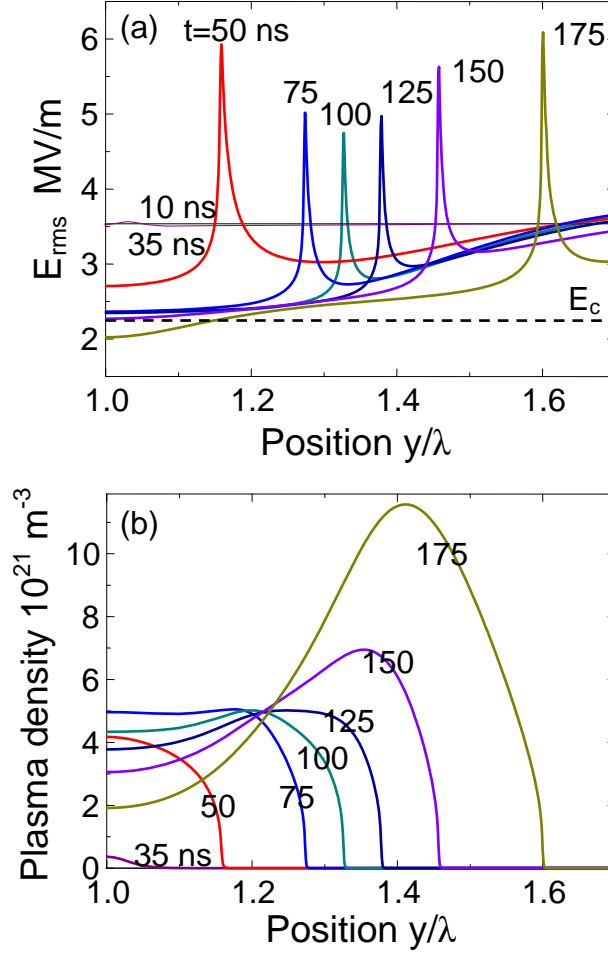 (a)
t=50 ns
175
6
150
75
125
100
5
4
10 ns
35 ns
3
E_c
2
E_rms MV/m
1.0 1.2 1.4 1.6
Position y/λ
(b)
175
10
8
150
6
125
4
100
50
75
2
35 ns
0
Plasma density 10^21 m^-3
1.0 1.2 1.4 1.6
Position y/λ